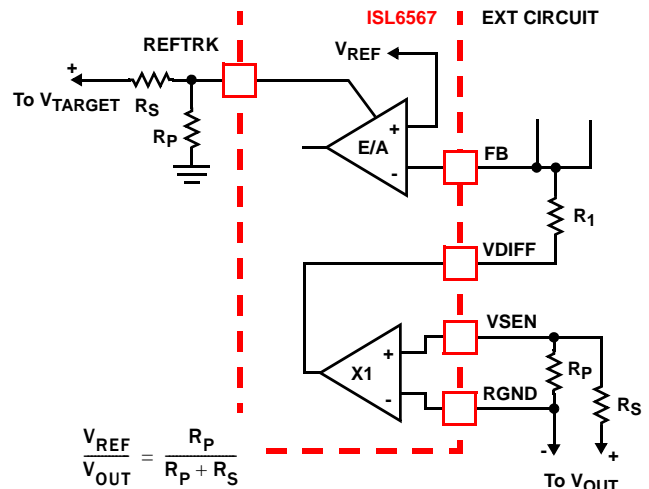 ISL6567 EXT CIRCUIT
REFTRK
VREF
+
To VTARGET
RS
RP
+
E/A
-
FB
R1
VDIFF
VSEN
+
X1
-
RP
RGND
RS
VREF / VOUT = RP / RP + RS
- +
To VOUT